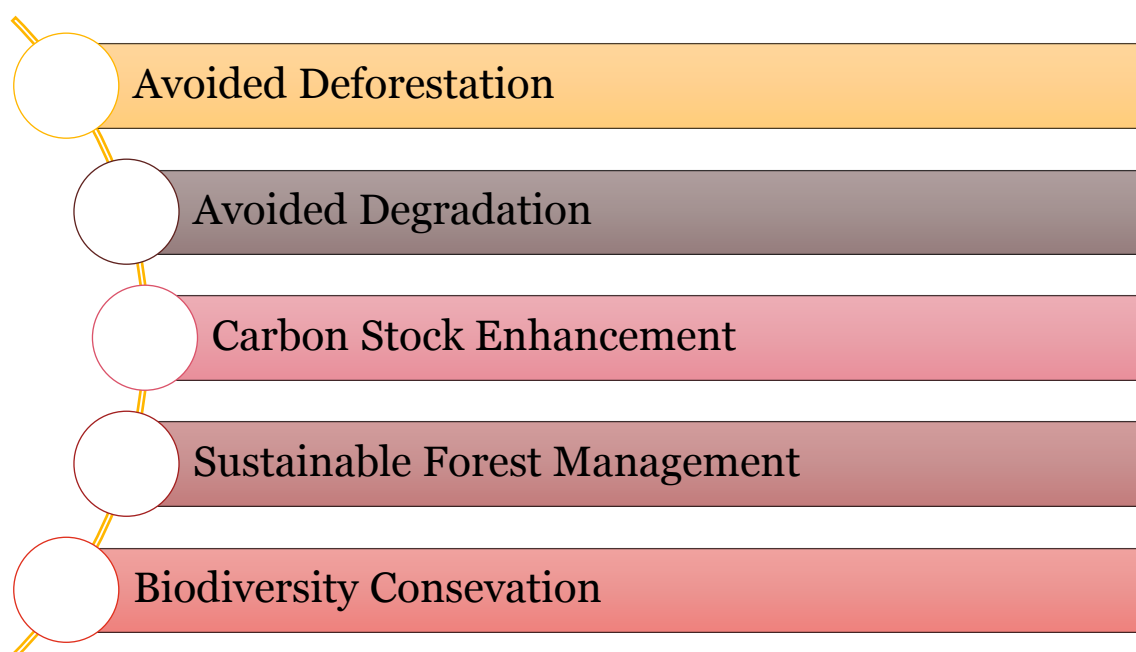 Avoided Deforestation
Avoided Degradation
Carbon Stock Enhancement
Sustainable Forest Management
Biodiversity Consevation